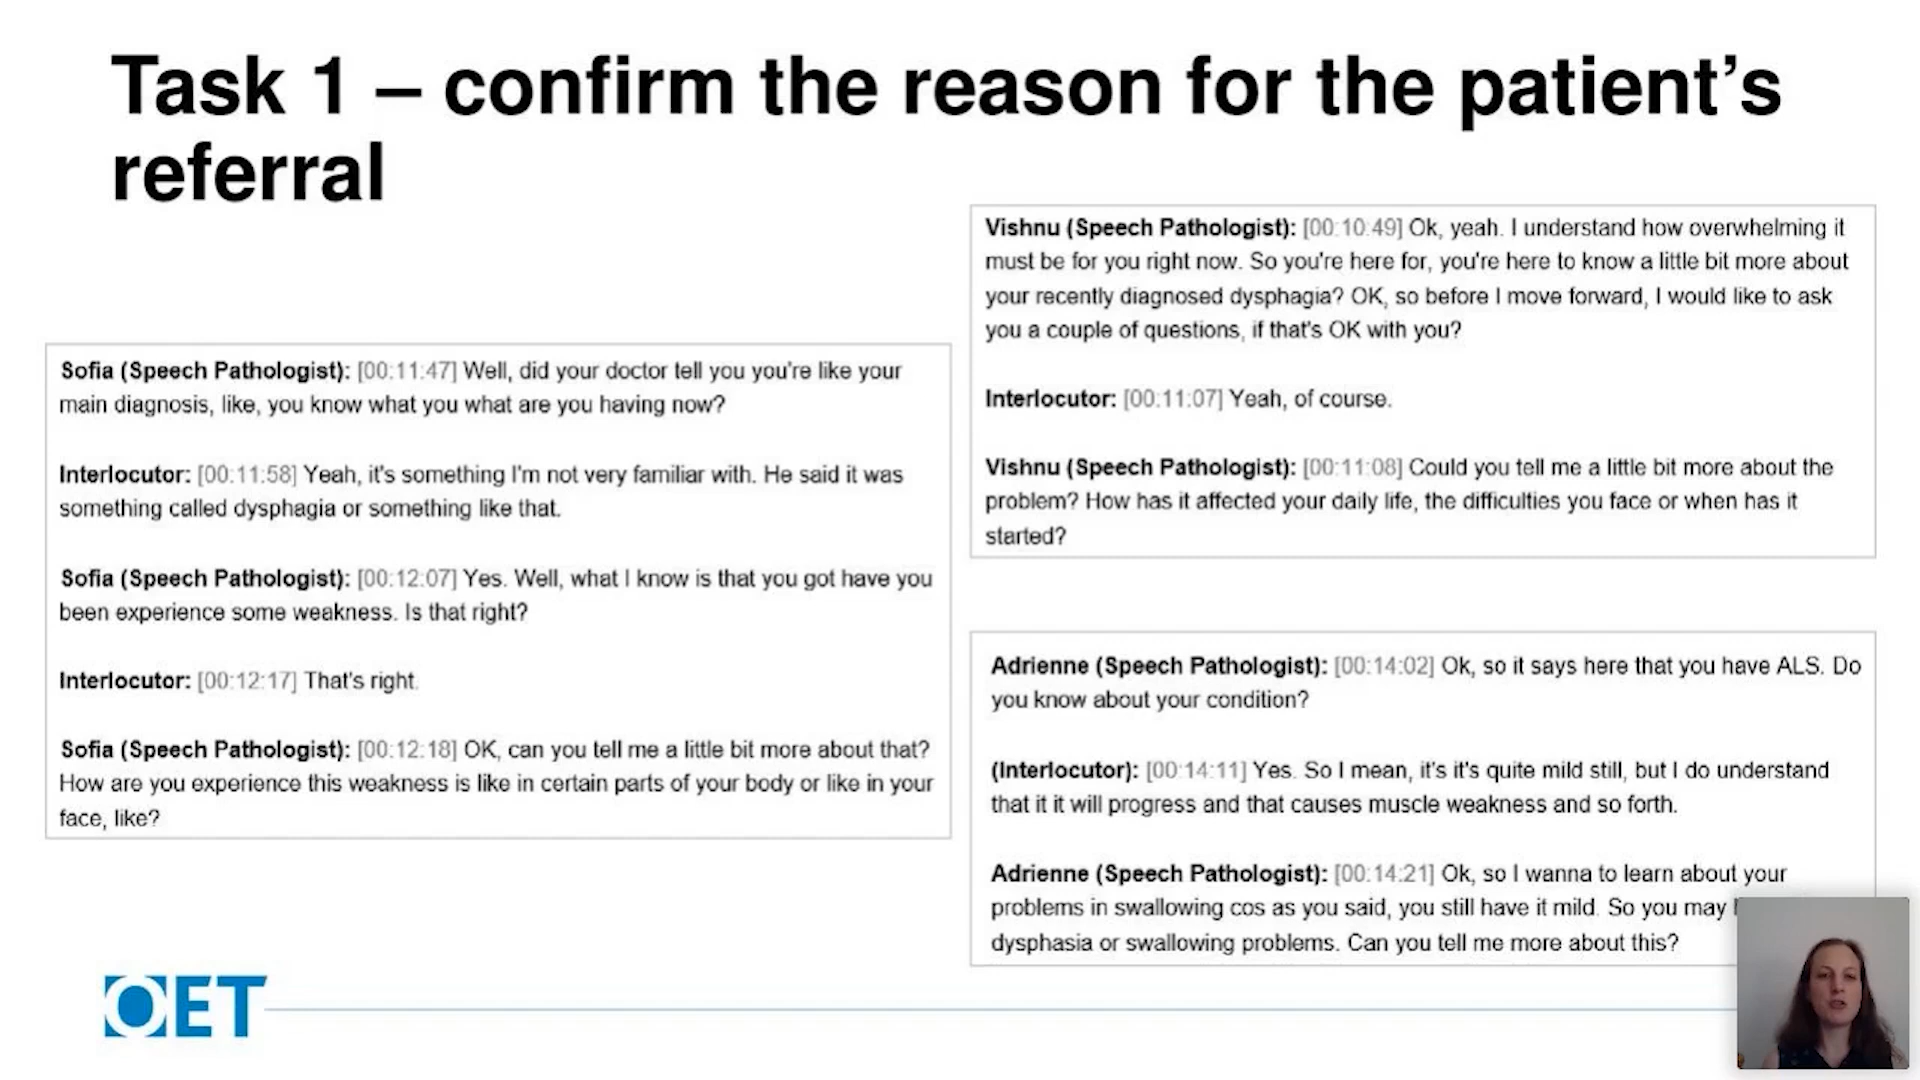 Task 1 – confirm the reason for the patient’s
referral
Sofia (Speech Pathologist): [00:11:47] Well, did your doctor tell you you're like your
main diagnosis, like, you know what you what are you having now?
Interlocutor: [00:11:58] Yeah, it's something I'm not very familiar with. He said it was
something called dysphagia or something like that.
Sofia (Speech Pathologist): [00:12:07] Yes. Well, what I know is that you got have you
been experience some weakness. Is that right?
Interlocutor: [00:12:17] That's right.
Sofia (Speech Pathologist): [00:12:18] OK, can you tell me a little bit more about that?
How are you experience this weakness is like in certain parts of your body or like in your
face, like?
Vishnu (Speech Pathologist): [00:10:49] Ok, yeah. I understand how overwhelming it
must be for you right now. So you're here for, you're here to know a little bit more about
your recently diagnosed dysphagia? OK, so before I move forward, I would like to ask
you a couple of questions, if that's OK with you?
Interlocutor: [00:11:07] Yeah, of course.
Vishnu (Speech Pathologist): [00:11:08] Could you tell me a little bit more about the
problem? How has it affected your daily life, the difficulties you face or when has it
started?
Adrienne (Speech Pathologist): [00:14:02] Ok, so it says here that you have ALS. Do
you know about your condition?
(Interlocutor): [00:14:11] Yes. So I mean, it's it's quite mild still, but I do understand
that it it will progress and that causes muscle weakness and so forth.
Adrienne (Speech Pathologist): [00:14:21] Ok, so I wanna to learn about your
problems in swallowing cos as you said, you still have it mild. So you may
dysphasia or swallowing problems. Can you tell me more about this?
OET